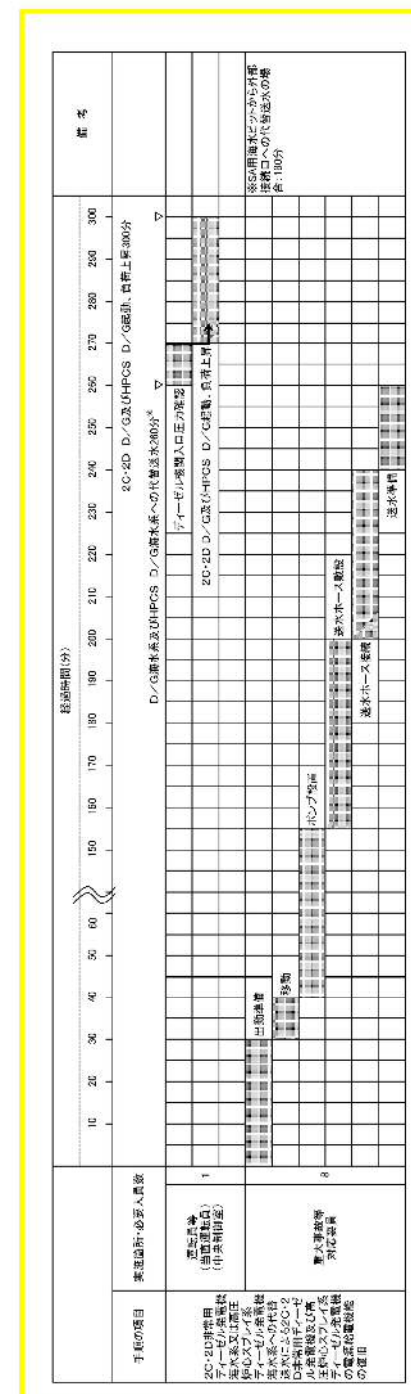 手順の項目
実施箇所・必要人員数
経過時間(分)
備考
10 20 30 40 50 60 150 160 170 180 190 200 210 220 230 240 250 260 270 280 290 300
2C・2D D/G及びHPCS D/G起動、負荷上昇300分
D/G海水系及びHPCS D/G海水系への代替送水260分※
2C・2D非常用
ディーゼル発電機
海水系又は高圧
炉心スプレイ系
ディーゼル発電機
海水系への代替
送水による2C・2
D非常用ディーゼ
ル発電機及び高
圧炉心スプレイ系
ディーゼル発電機
の電源給電機能
の復旧
運転員等
(当直運転員)
(中央制御室)
1
ディーゼル機関入口圧力確認
2C・2D D/G及びHPCS D/G起動、負荷上昇
重大事故等
対応要員
8
出動準備
移動
ポンプ設置
送水ホース敷設
送水ホース接続
送水準備
※SA用海水ピットから外部
接続口への代替送水の場
合:180分